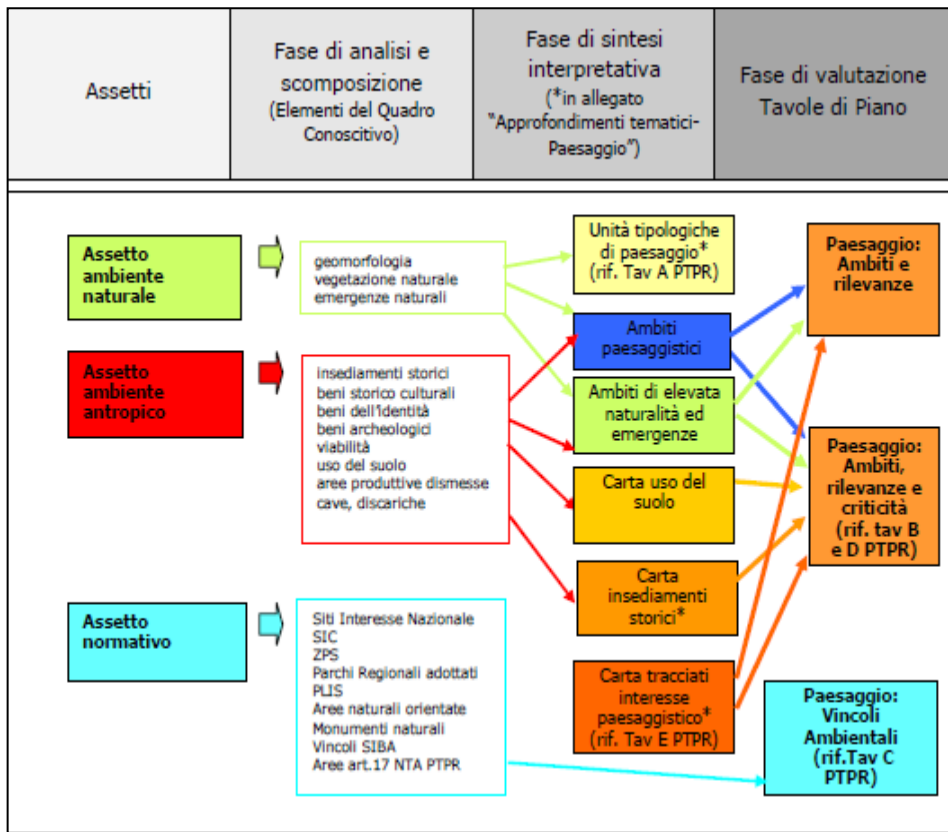 Assetti
Fase di analisi e
scomposizione
(Elementi del Quadro
Conoscitivo)
Fase di sintesi
interpretativa
(*in allegato
"Approfondimenti tematici-
Paesaggio")
Fase di valutazione
Tavole di Piano
Assetto
ambiente
naturale
geomorfologia
vegetazione naturale
emergenze naturali
Unità tipologiche
di paesaggio*
(rif. Tav A PTPR)
Paesaggio:
Ambiti e
rilevanze
Ambiti
paesaggistici
Assetto
ambiente
antropico
insediamenti storici
beni storico culturali
beni dell'identità
beni archeologici
viabilità
uso del suolo
aree produttive dismesse
cave, discariche
Ambiti di elevata
naturalità ed
emergenze
Carta uso del
suolo
Paesaggio:
Ambiti,
rilevanze e
criticità
(rif. tav B
e D PTPR)
Carta
insediamenti
storici*
Assetto
normativo
Siti Interesse Nazionale
SIC
ZPS
Parchi Regionali adottati
PLIS
Aree naturali orientate
Monumenti naturali
Vincoli SIBA
Aree art.17 NTA PTPR
Carta tracciati
interesse
paesaggistico*
(rif. Tav E PTPR)
Paesaggio:
Vincoli
Ambientali
(rif.Tav C
PTPR)